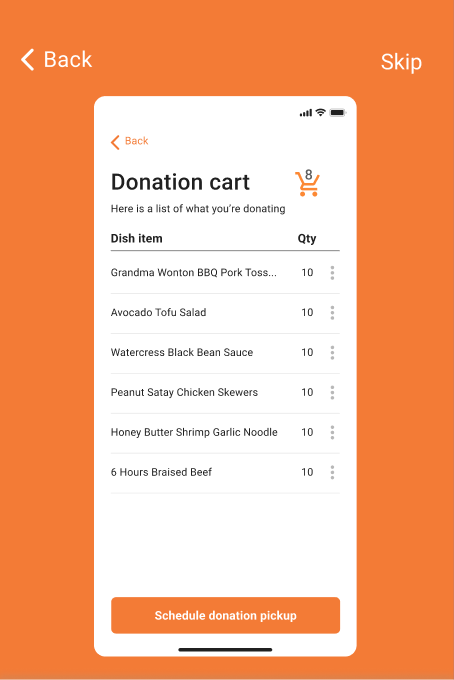 Back
Skip
Back
Donation cart
8
Here is a list of what you’re donating
Dish item Qty
Grandma Wonton BBQ Pork Toss... 10
Avocado Tofu Salad 10
Watercress Black Bean Sauce 10
Peanut Satay Chicken Skewers 10
Honey Butter Shrimp Garlic Noodle 10
6 Hours Braised Beef 10
Schedule donation pickup